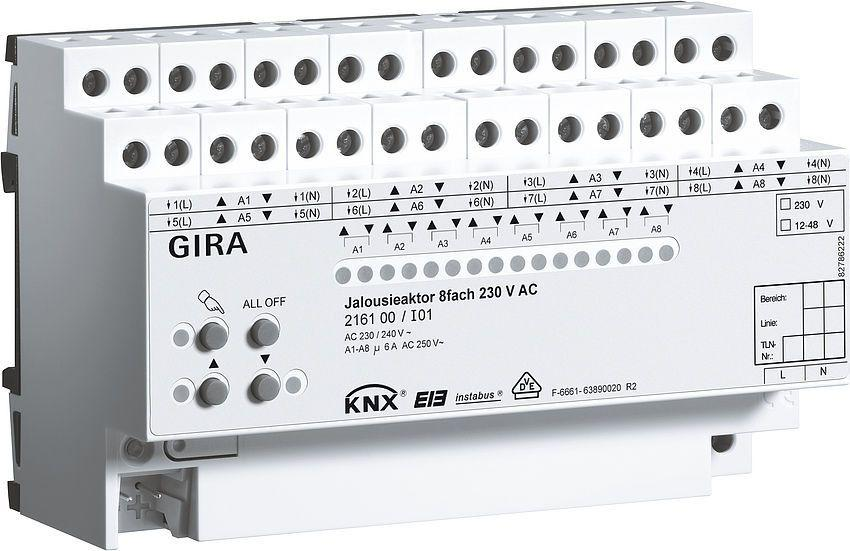 1(L) ▲ A1 ▼ 1(N) 2(L) ▲ A2 ▼ 2(N) 3(L) ▲ A3 ▼ 3(N) 4(L) ▲ A4 ▼ 4(N)
5(L) ▲ A5 ▼ 5(N) 6(L) ▲ A6 ▼ 6(N) 7(L) ▲ A7 ▼ 7(N) 8(L) ▲ A8 ▼ 8(N)
230 V
12-48 V
GIRA
A1 A2 A3 A4 A5 A6 A7 A8
82786222
ALL OFF
Jalousieaktor 8fach 230 V AC
2161 00 / I01
AC 230 / 240 V ~
A1-A8 µ 6 A AC 250 V~
Bereich:
Linie:
TLN-
Nr.:
L N
KNX® EIB instabus® VDE F-6661-63890020 R2